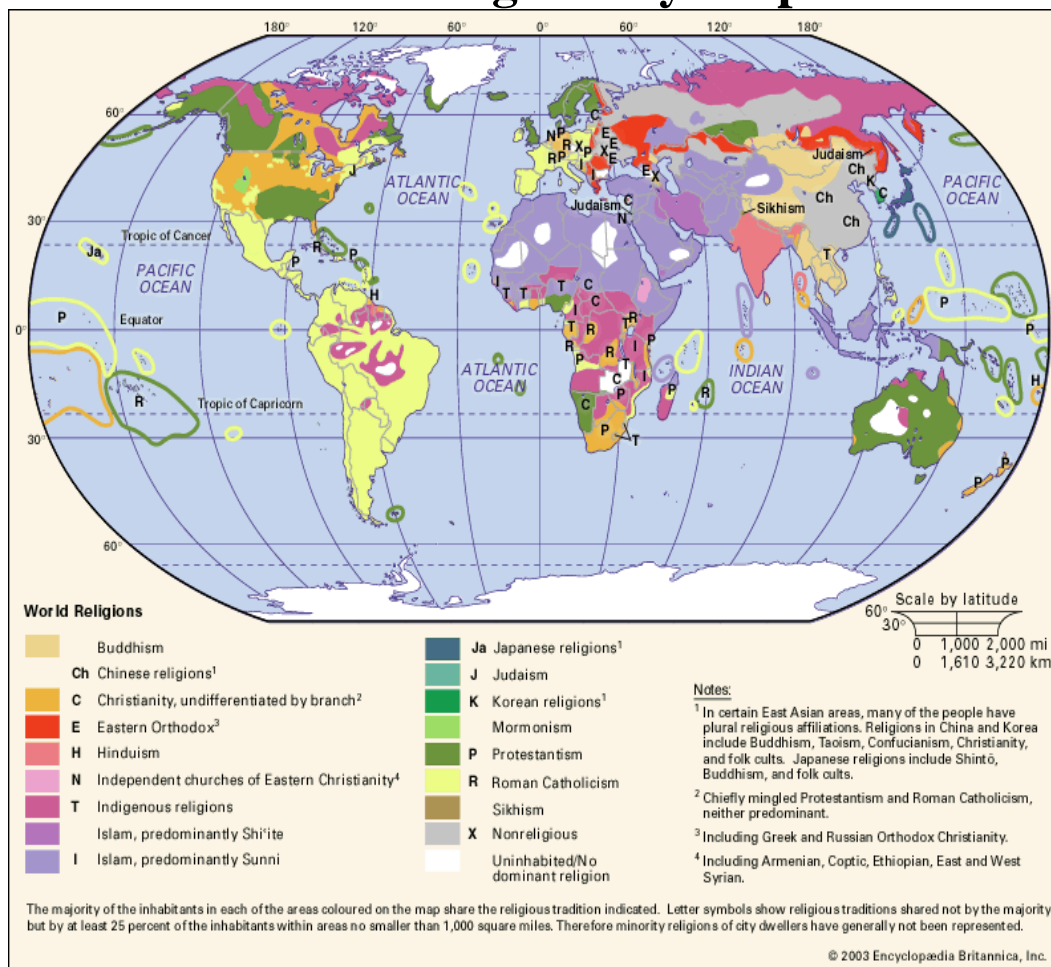 180° 120° 60° 0° 60° 120° 180°
60°
30°
0°
30°
60°
ATLANTIC
OCEAN
PACIFIC
OCEAN
PACIFIC
OCEAN
ATLANTIC
OCEAN
INDIAN
OCEAN
Tropic of Cancer
Equator
Tropic of Capricorn
Judaism
Judaism
Sikhism
Ja
Ch
Ch
Ch
K
C
World Religions
Buddhism
Ch Chinese religions¹
C Christianity, undifferentiated by branch²
E Eastern Orthodox³
H Hinduism
N Independent churches of Eastern Christianity⁴
T Indigenous religions
Islam, predominantly Shi'ite
I Islam, predominantly Sunni
Ja Japanese religions¹
J Judaism
K Korean religions¹
Mormonism
P Protestantism
R Roman Catholicism
Sikhism
X Nonreligious
Uninhabited/No
dominant religion
Scale by latitude
60°
30°
0 1,000 2,000 mi
0 1,610 3,220 km
Notes:
¹ In certain East Asian areas, many of the people have
plural religious affiliations. Religions in China and Korea
include Buddhism, Taoism, Confucianism, Christianity,
and folk cults. Japanese religions include Shintō,
Buddhism, and folk cults.
² Chiefly mingled Protestantism and Roman Catholicism,
neither predominant.
³ Including Greek and Russian Orthodox Christianity.
⁴ Including Armenian, Coptic, Ethiopian, East and West
Syrian.
The majority of the inhabitants in each of the areas coloured on the map share the religious tradition indicated. Letter symbols show religious traditions shared not by the majority
but by at least 25 percent of the inhabitants within areas no smaller than 1,000 square miles. Therefore minority religions of city dwellers have generally not been represented.
© 2003 Encyclopædia Britannica, Inc.